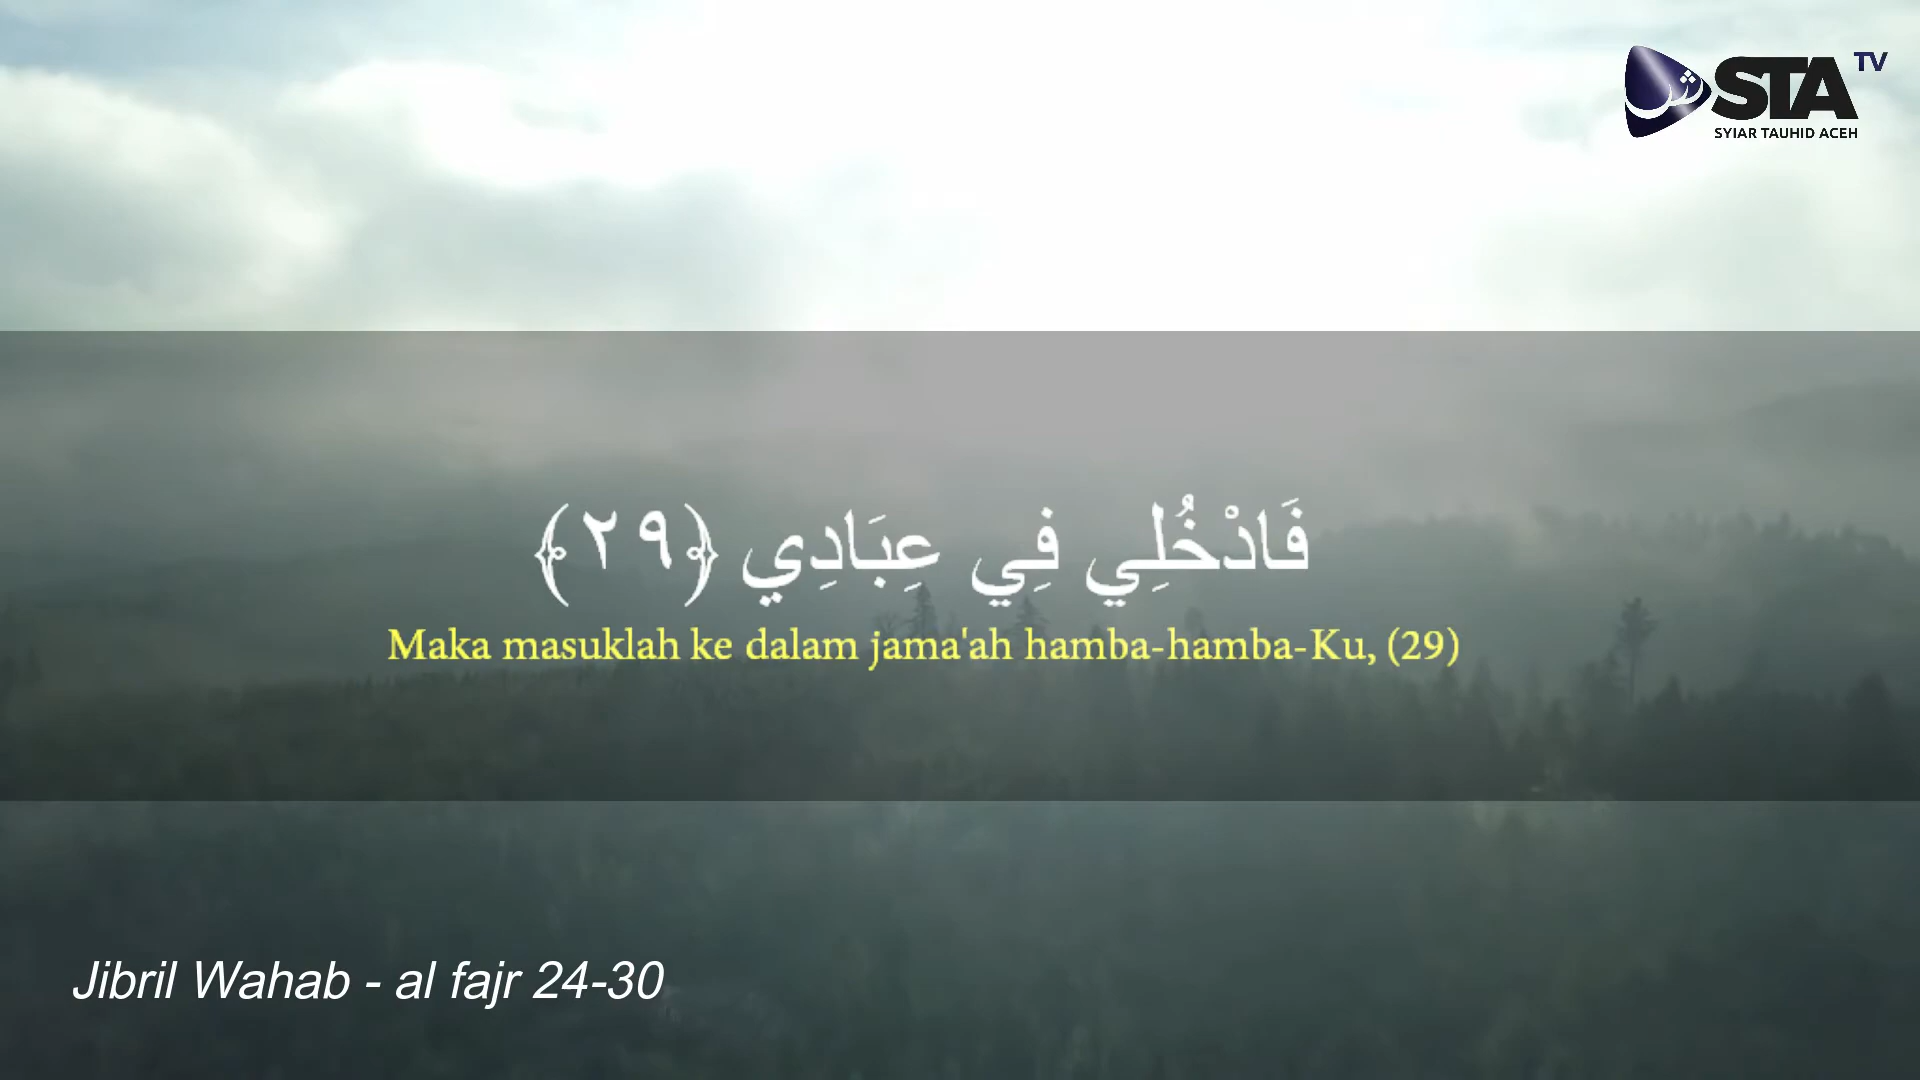 TV
STA
SYIAR TAUHID ACEH
فَادْخُلِي فِي عِبَادِي ﴿٢٩﴾
Maka masuklah ke dalam jama'ah hamba-hamba-Ku, (29)
Jibril Wahab - al fajr 24-30